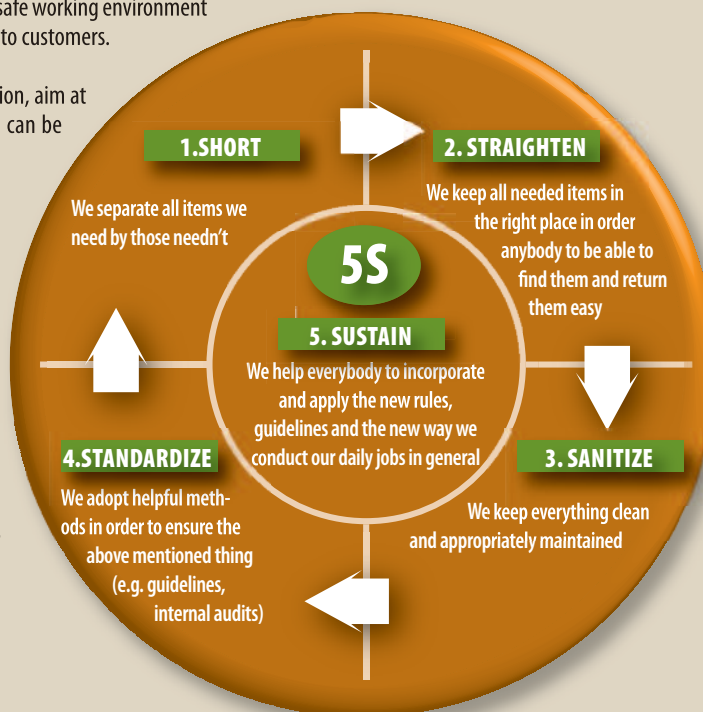 safe working environment
to customers.
ion, aim at
can be
1.SHORT
We separate all items we
need by those needn't
2. STRAIGHTEN
We keep all needed items in
the right place in order
anybody to be able to
find them and return
them easy
5S
5. SUSTAIN
We help everybody to incorporate
and apply the new rules,
guidelines and the new way we
conduct our daily jobs in general
3. SANITIZE
We keep everything clean
and appropriately maintained
4.STANDARDIZE
We adopt helpful meth-
ods in order to ensure the
above mentioned thing
(e.g. guidelines,
internal audits)